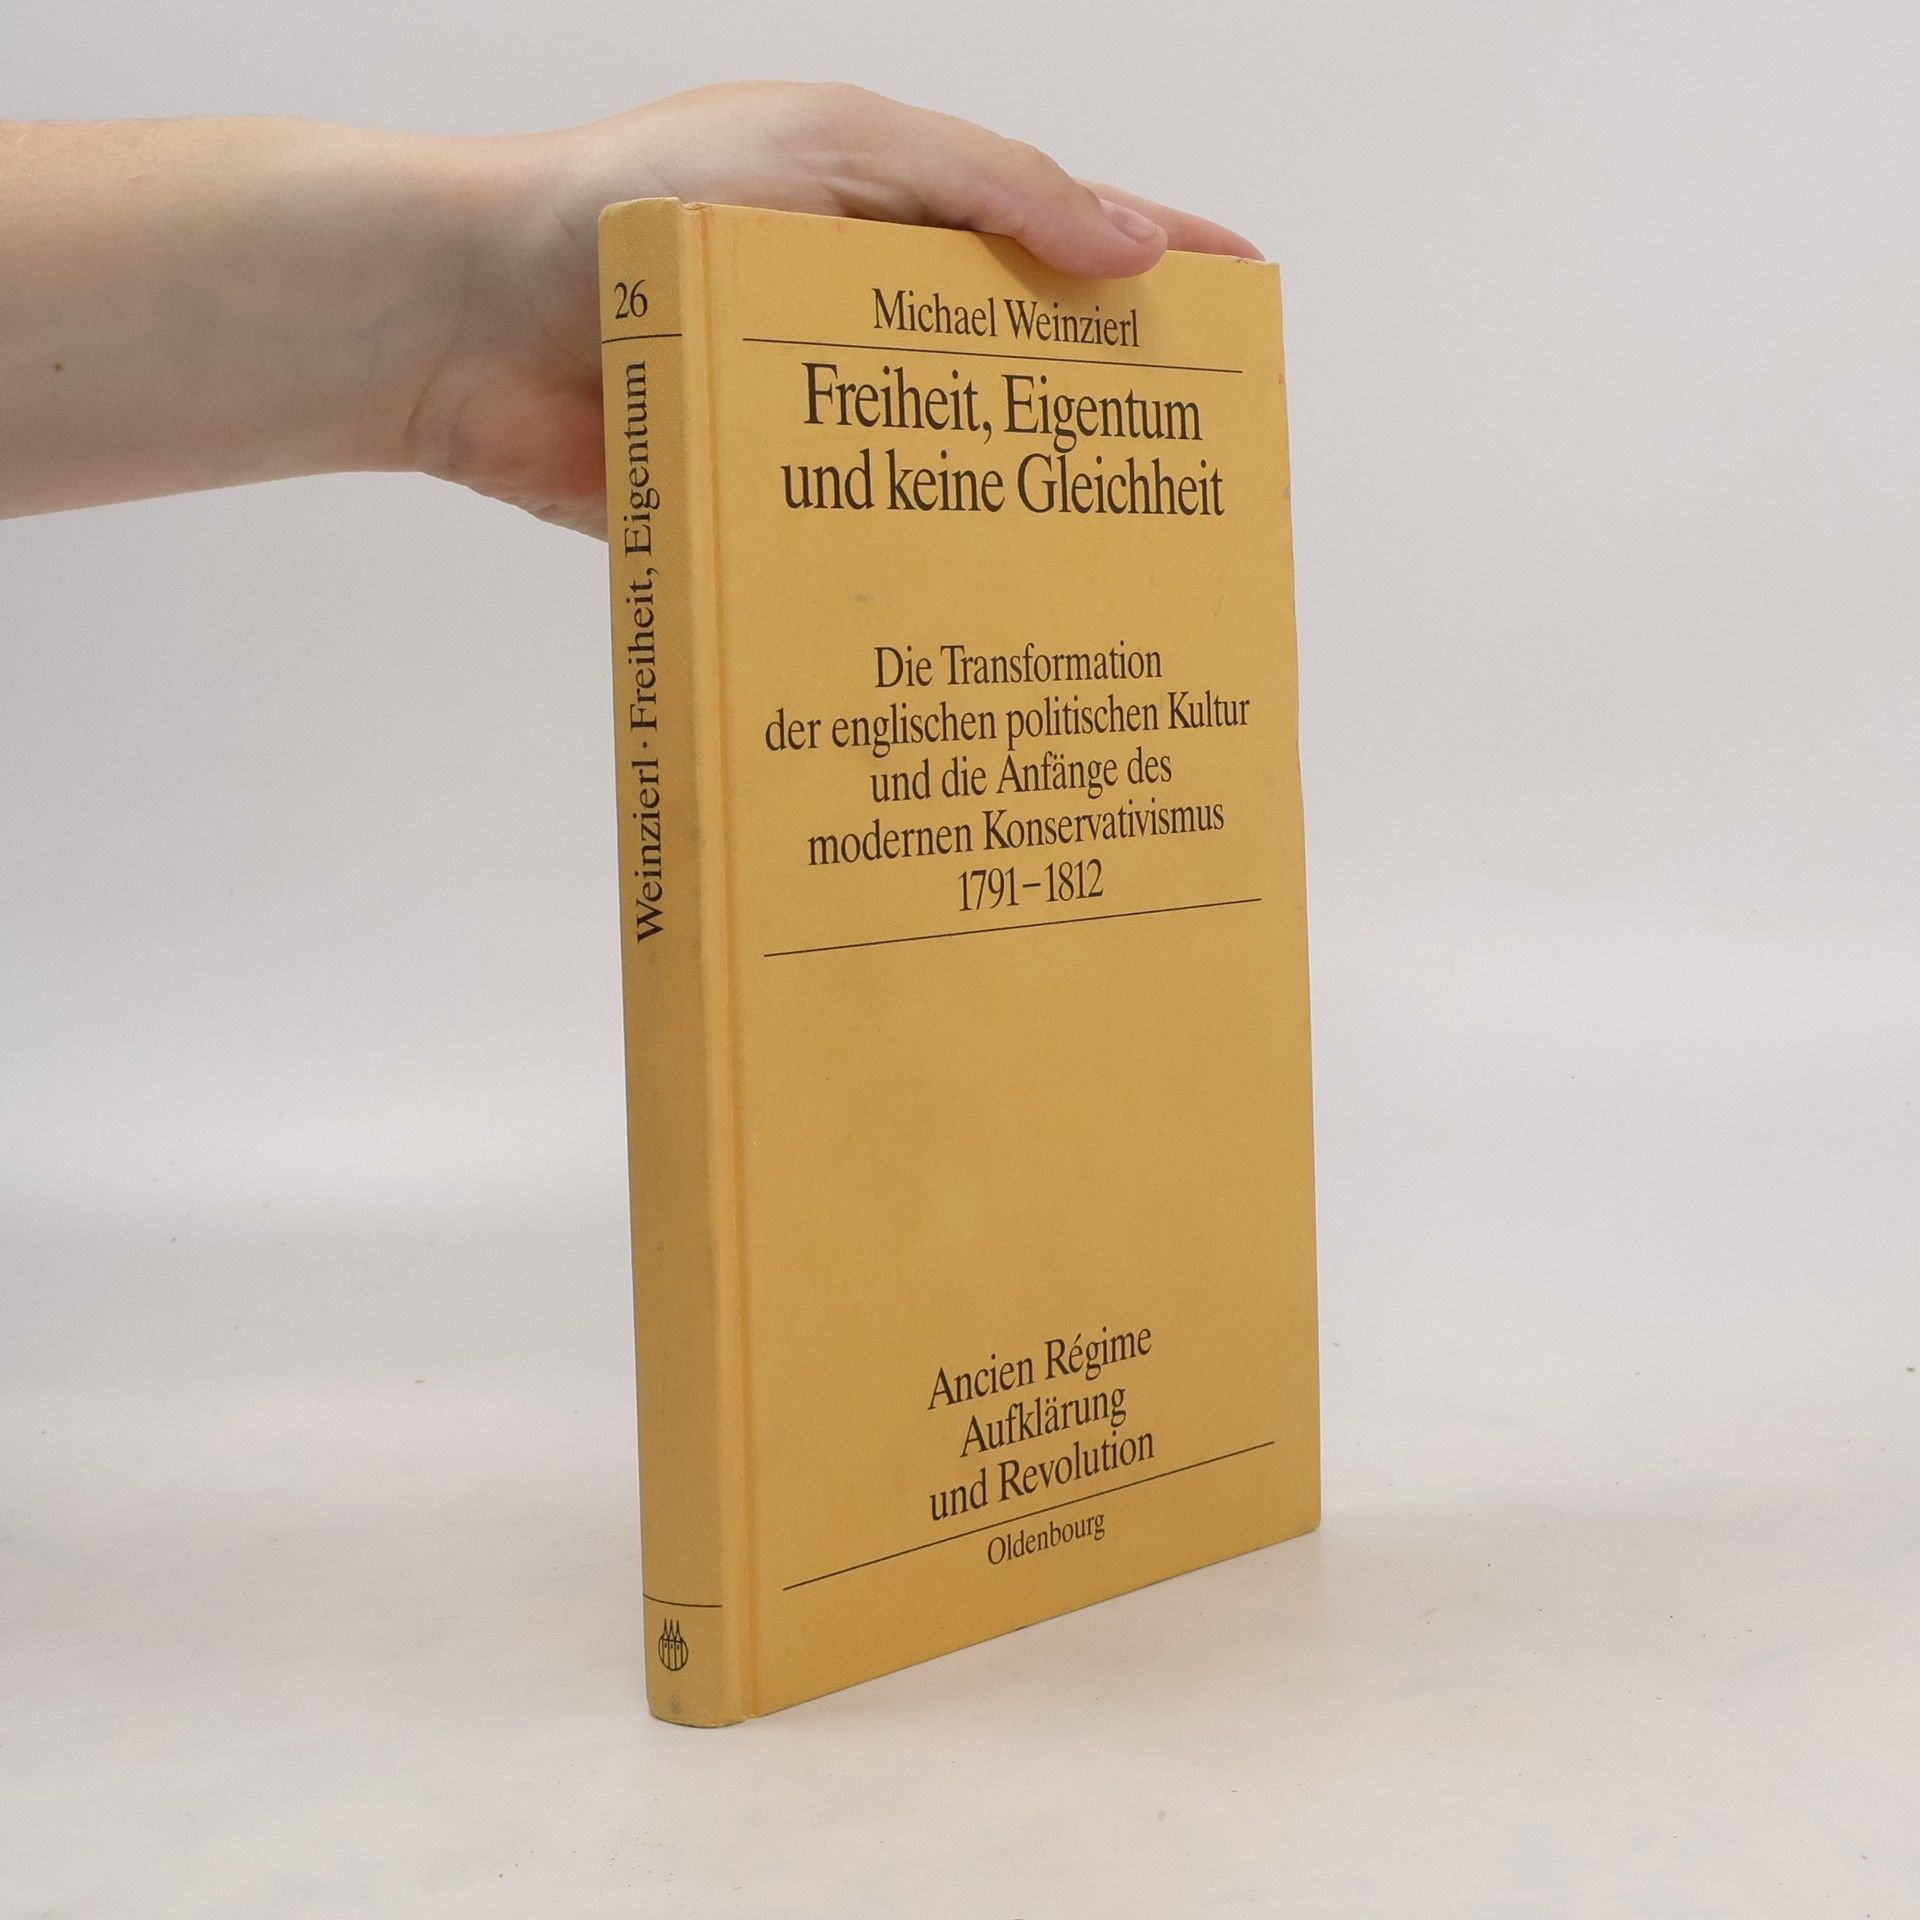 26
Weinzierl · Freiheit, Eigentum
Michael Weinzierl
Freiheit, Eigentum
und keine Gleichheit
Die Transformation
der englischen politischen Kultur
und die Anfänge des
modernen Konservativismus
1791–1812
Ancien Régime
Aufklärung
und Revolution
Oldenbourg